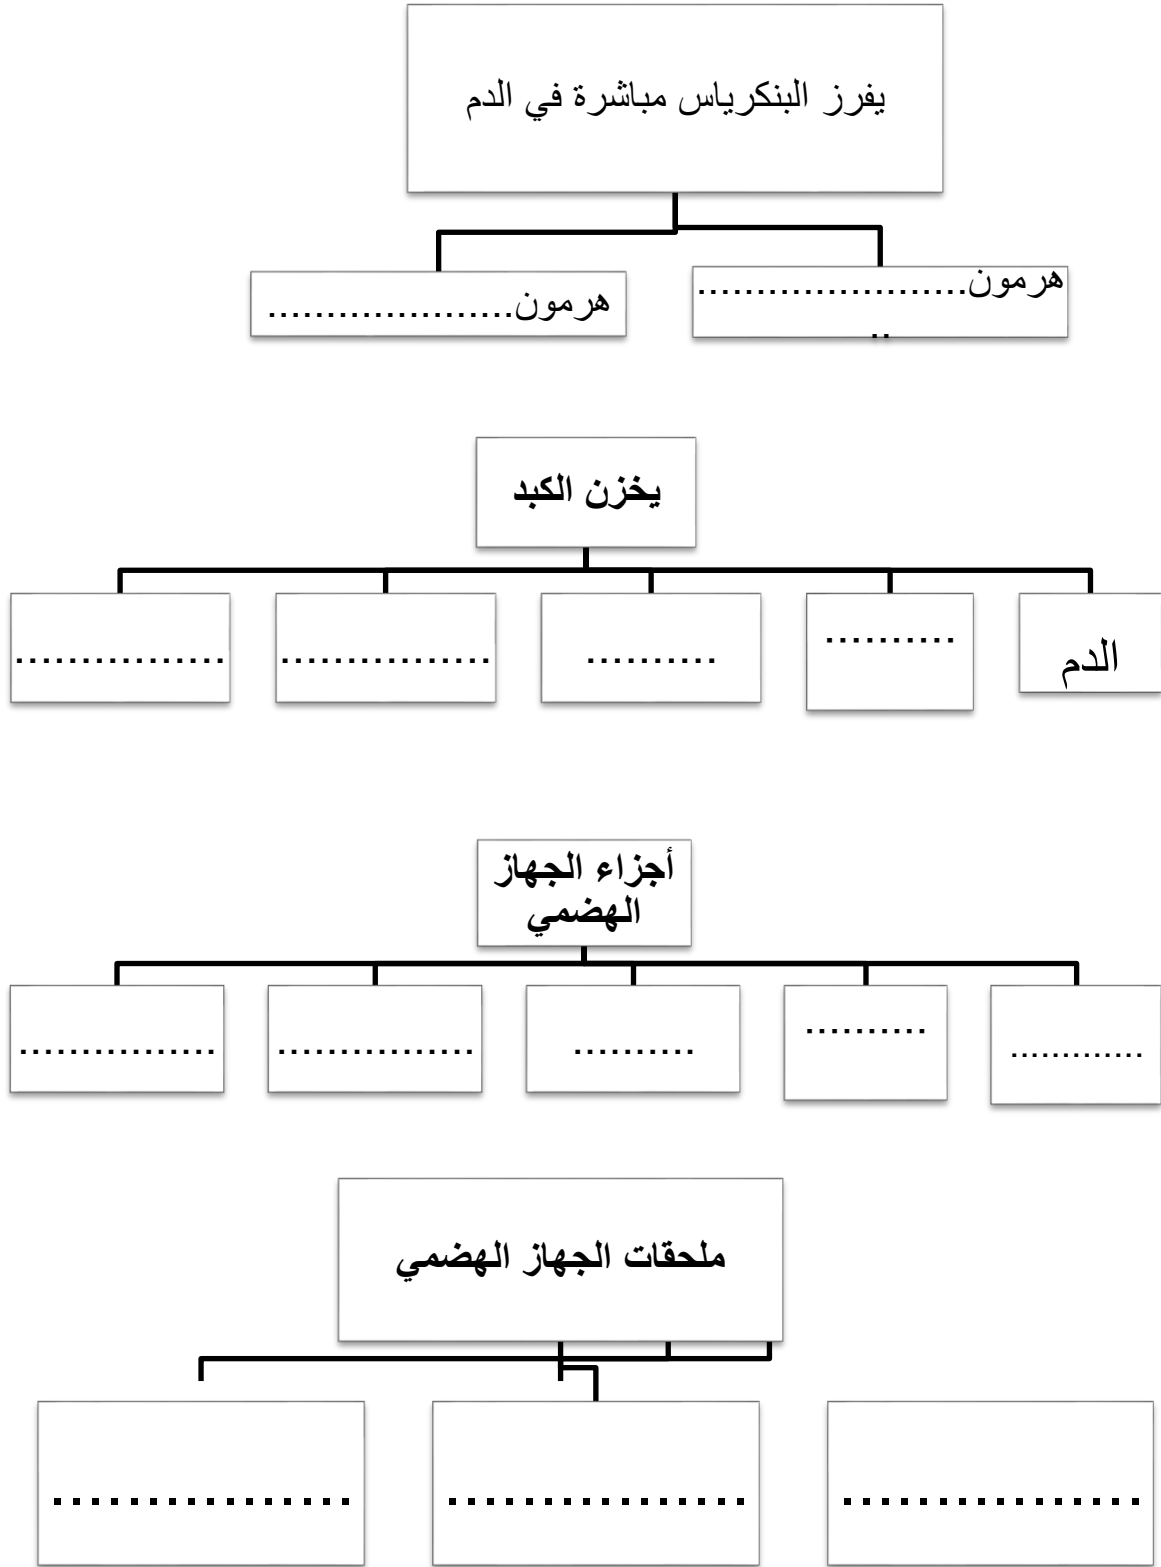 يفرز البنكرياس مباشرة في الدم
هرمون.......................
..
هرمون.....................
يخزن الكبد
الدم
..........
..........
................
................
أجزاء الجهاز
الهضمي
.............
..........
..........
................
................
ملحقات الجهاز الهضمي
................
................
................